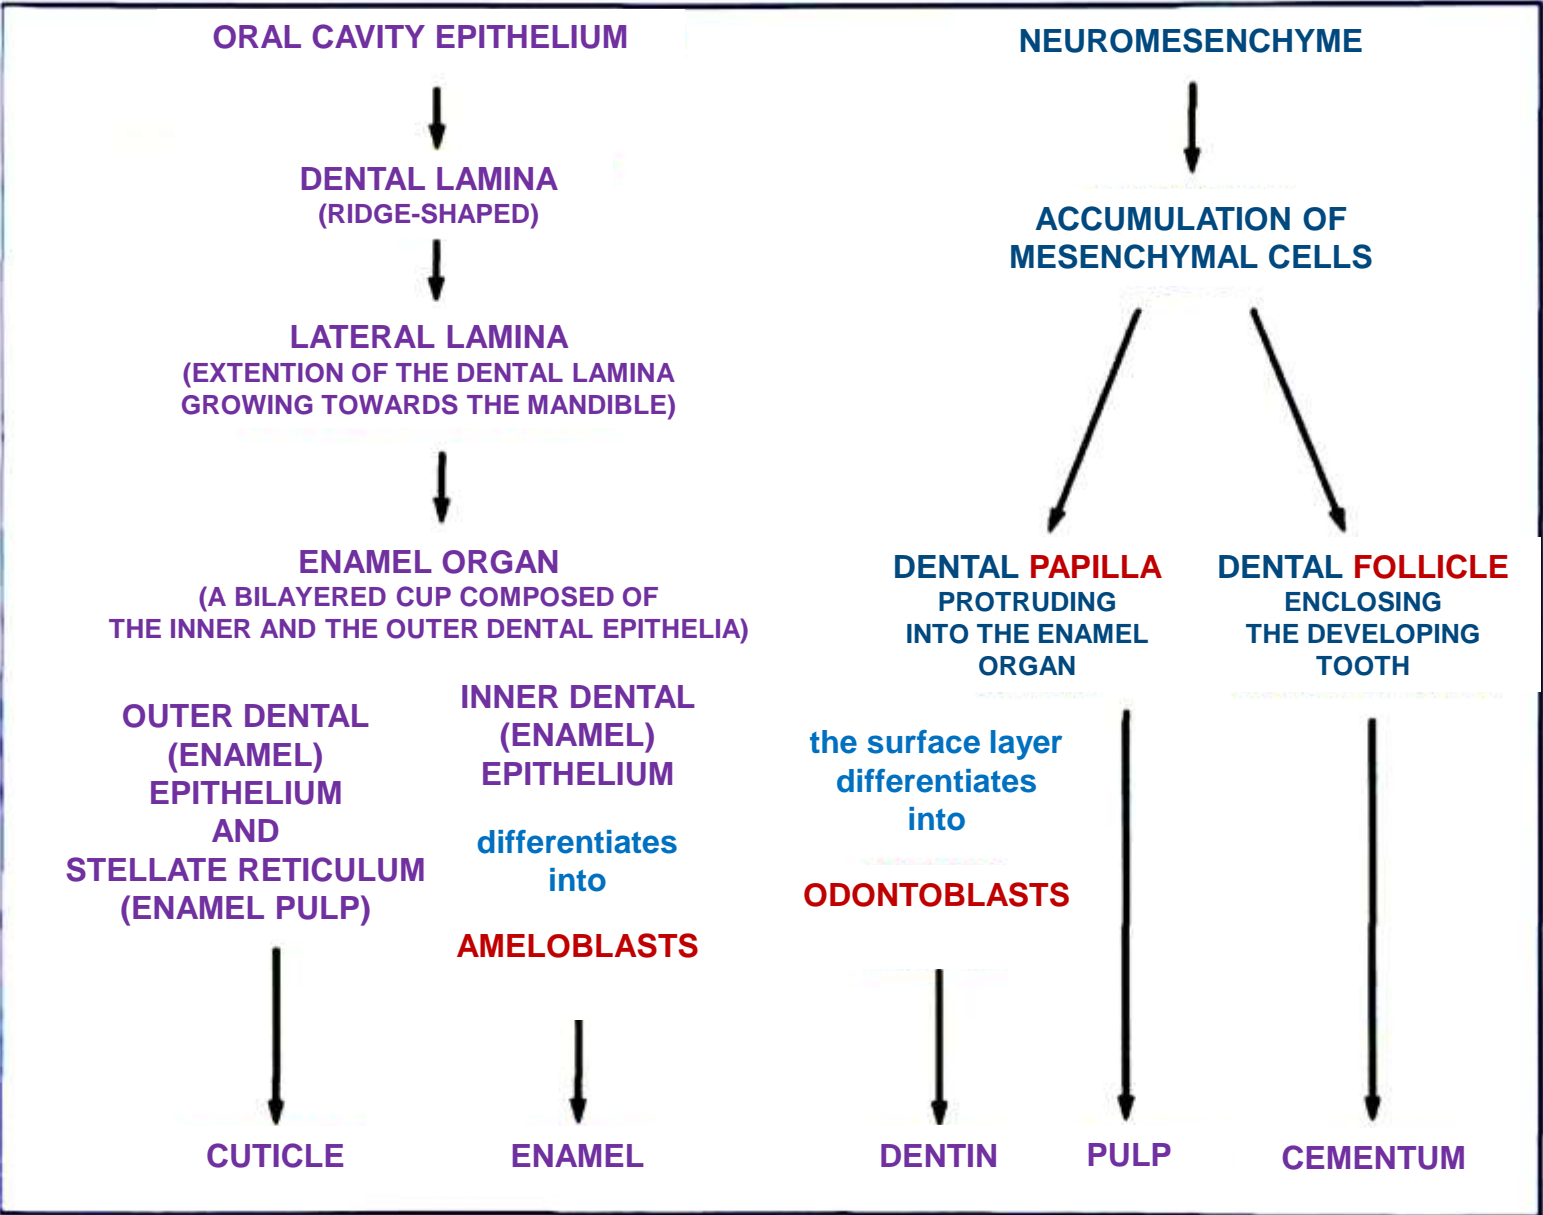 ORAL CAVITY EPITHELIUM
DENTAL LAMINA
(RIDGE-SHAPED)
LATERAL LAMINA
(EXTENTION OF THE DENTAL LAMINA
GROWING TOWARDS THE MANDIBLE)
ENAMEL ORGAN
(A BILAYERED CUP COMPOSED OF
THE INNER AND THE OUTER DENTAL EPITHELIA)
OUTER DENTAL
(ENAMEL)
EPITHELIUM
AND
STELLATE RETICULUM
(ENAMEL PULP)
CUTICLE
INNER DENTAL
(ENAMEL)
EPITHELIUM
differentiates
into
AMELOBLASTS
ENAMEL
NEUROMESENCHYME
ACCUMULATION OF
MESENCHYMAL CELLS
DENTAL PAPILLA
PROTRUDING
INTO THE ENAMEL
ORGAN
the surface layer
differentiates
into
ODONTOBLASTS
DENTIN
PULP
DENTAL FOLLICLE
ENCLOSING
THE DEVELOPING
TOOTH
CEMENTUM